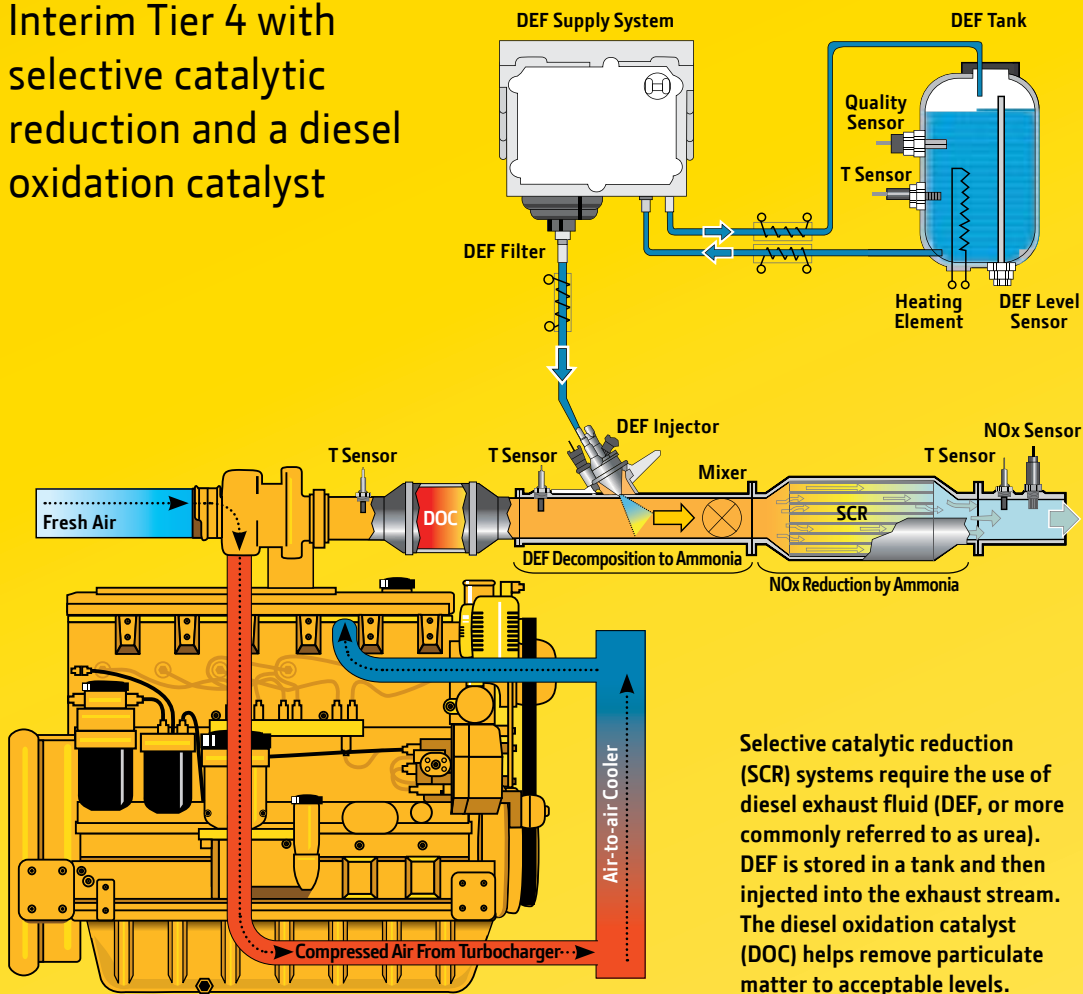 Interim Tier 4 with
selective catalytic
reduction and a diesel
oxidation catalyst
DEF Supply System
DEF Tank
Quality
Sensor
T Sensor
DEF Filter
Heating
Element
DEF Level
Sensor
DEF Injector
NOx Sensor
T Sensor
T Sensor
Mixer
T Sensor
Fresh Air
DOC
SCR
DEF Decomposition to Ammonia
NOx Reduction by Ammonia
Air-to-air Cooler
Compressed Air From Turbocharger
Selective catalytic reduction
(SCR) systems require the use of
diesel exhaust fluid (DEF, or more
commonly referred to as urea).
DEF is stored in a tank and then
injected into the exhaust stream.
The diesel oxidation catalyst
(DOC) helps remove particulate
matter to acceptable levels.